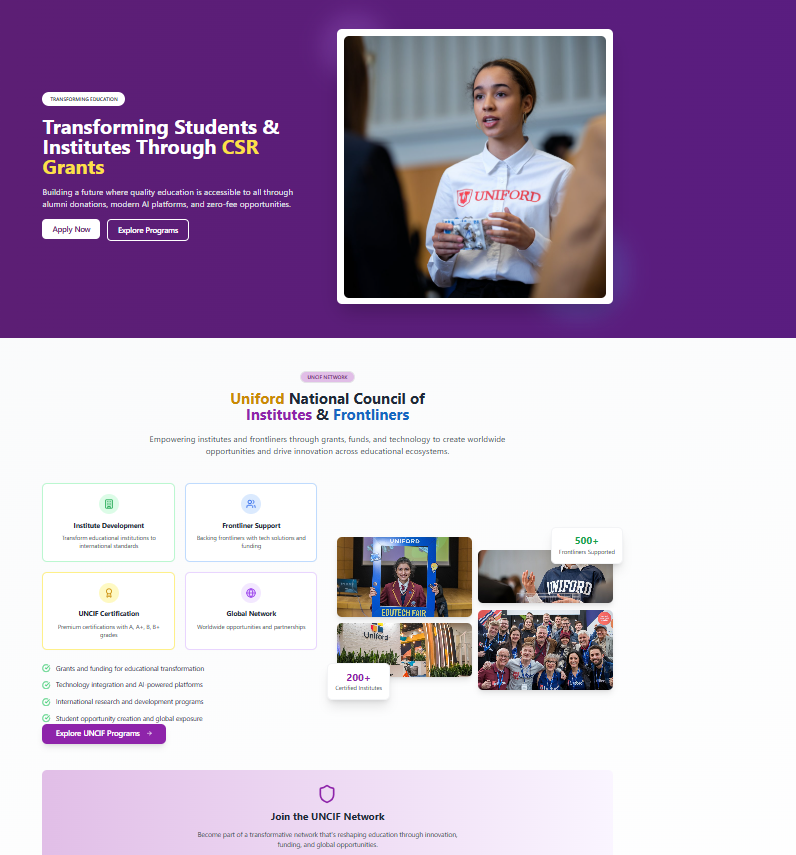 TRANSFORMING EDUCATION
Transforming Students &
Institutes Through CSR
Grants
Building a future where quality education is accessible to all through
alumni donations, modern AI platforms, and zero-fee opportunities.
Apply Now
Explore Programs
UNIFORD
UNCIF NETWORK
Uniford National Council of
Institutes & Frontliners
Empowering institutes and frontliners through grants, funds, and technology to create worldwide
opportunities and drive innovation across educational ecosystems.
Institute Development
Transform educational institutes to
international standards
Frontliner Support
Backing frontliners with tech solutions and
funding
UNCIF Certification
Premium certifications with A, A+, B, B+
grades
Global Network
Worldwide opportunities and partnerships
Grants and funding for educational transformation
Technology integration and AI-powered platforms
International research and development programs
Student opportunity creation and global exposure
Explore UNCIF Programs
UNIFORD
EDUTECH FAIR
500+
Frontliners Supported
UNIFORD
Uniford
200+
Certified Institutes
Join the UNCIF Network
Become part of a transformative network that's reshaping education through innovation,
funding, and global opportunities.